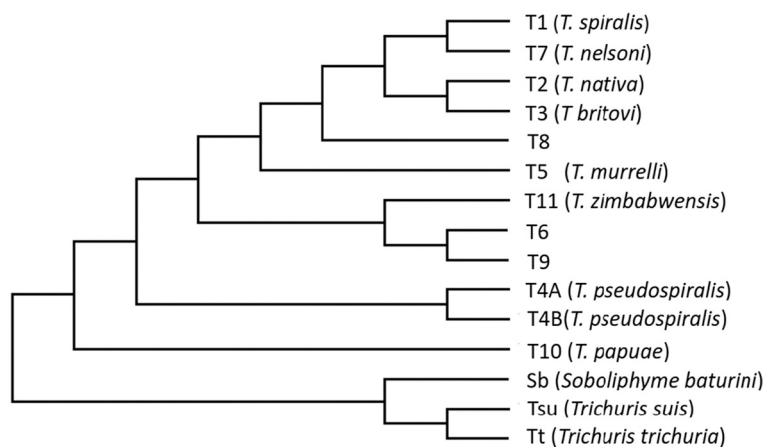 T1 (T. spiralis)
T7 (T. nelsoni)
T2 (T. nativa)
T3 (T britovi)
T8
T5 (T. murrelli)
T11 (T. zimbabwensis)
T6
T9
T4A (T. pseudospiralis)
T4B(T. pseudospiralis)
T10 (T. papuae)
Sb (Soboliphyme baturini)
Tsu (Trichuris suis)
Tt (Trichuris trichuria)